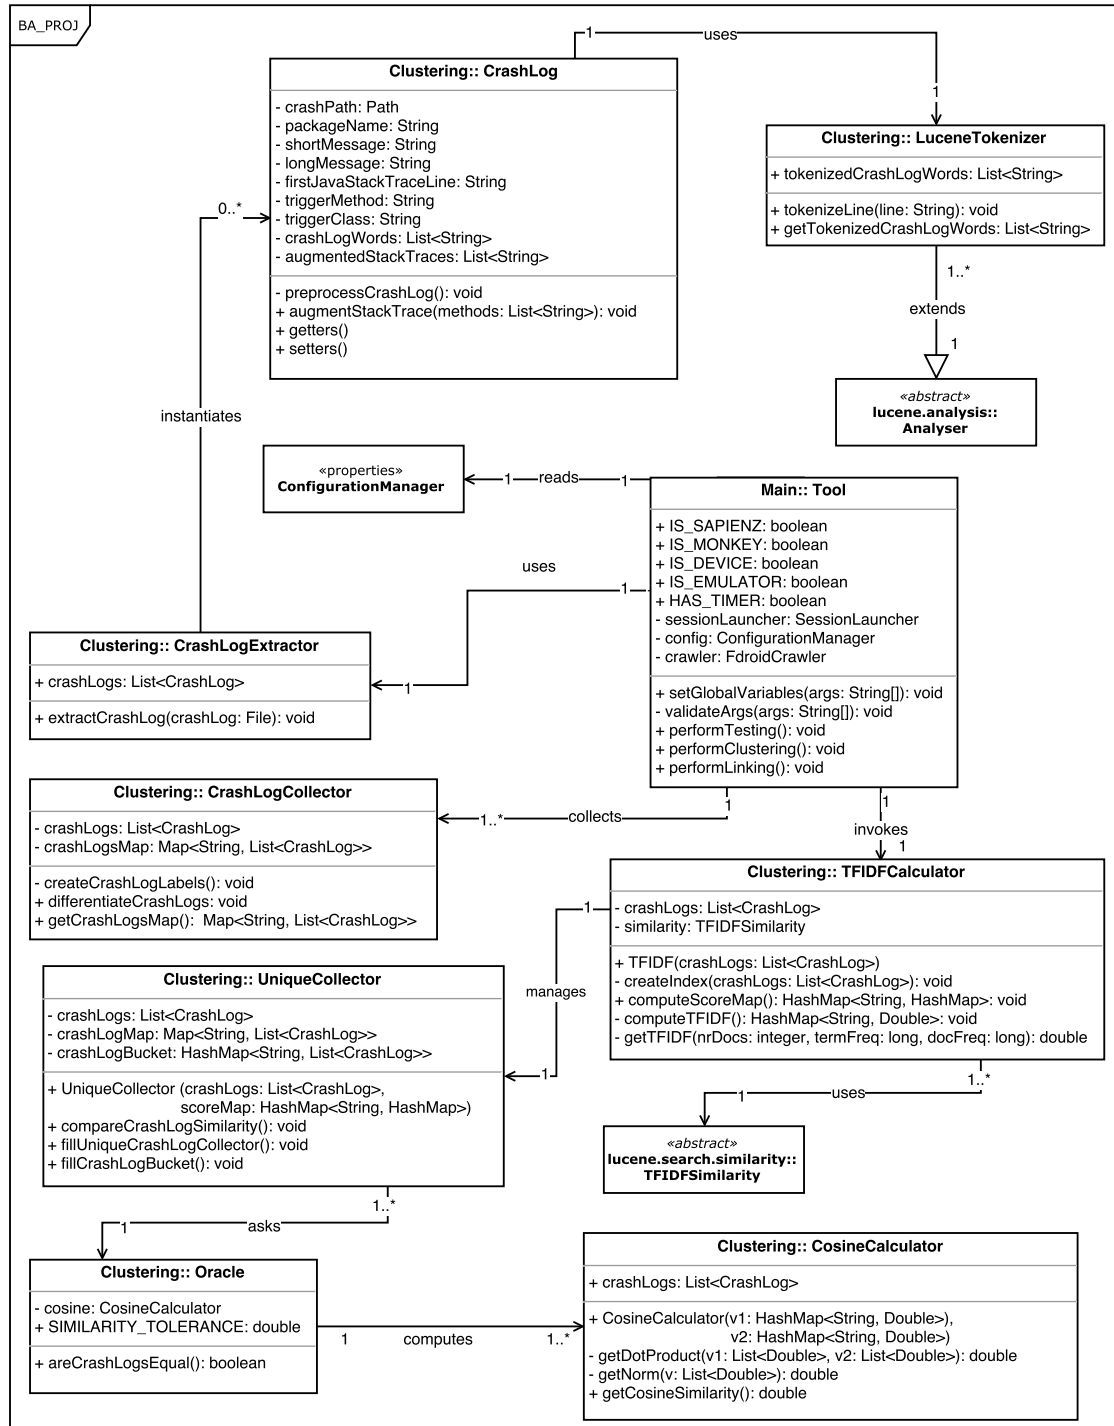 BA_PROJ
1
uses
1
Clustering:: CrashLog
- crashPath: Path
- packageName: String
- shortMessage: String
- longMessage: String
- firstJavaStackTraceLine: String
- triggerMethod: String
- triggerClass: String
- crashLogWords: List<String>
- augmentedStackTraces: List<String>
- preprocessCrashLog(): void
+ augmentStackTrace(methods: List<String>): void
+ getters()
+ setters()
Clustering:: LuceneTokenizer
+ tokenizedCrashLogWords: List<String>
+ tokenizeLine(line: String): void
+ getTokenizedCrashLogWords: List<String>
0..*
instantiates
1..*
extends
1
«abstract»
lucene.analysis::
Analyser
«properties»
ConfigurationManager
1
reads
1
Main:: Tool
+ IS_SAPIENZ: boolean
+ IS_MONKEY: boolean
+ IS_DEVICE: boolean
+ IS_EMULATOR: boolean
+ HAS_TIMER: boolean
- sessionLauncher: SessionLauncher
- config: ConfigurationManager
- crawler: FdroidCrawler
+ setGlobalVariables(args: String[]): void
- validateArgs(args: String[]): void
+ performTesting(): void
+ performClustering(): void
+ performLinking(): void
uses
1
1
Clustering:: CrashLogExtractor
+ crashLogs: List<CrashLog>
+ extractCrashLog(crashLog: File): void
Clustering:: CrashLogCollector
- crashLogs: List<CrashLog>
- crashLogsMap: Map<String, List<CrashLog>>
- createCrashLogLabels(): void
+ differentiateCrashLogs: void
+ getCrashLogsMap():  Map<String, List<CrashLog>>
1..*
collects
1
1
invokes
1
Clustering:: TFIDFCalculator
- crashLogs: List<CrashLog>
- similarity: TFIDFSimilarity
+ TFIDF(crashLogs: List<CrashLog>)
- createIndex(crashLogs: List<CrashLog>): void
+ computeScoreMap(): HashMap<String, HashMap>: void
- computeTFIDF(): HashMap<String, Double>: void
- getTFIDF(nrDocs: integer, termFreq: long, docFreq: long): double
1
manages
1
Clustering:: UniqueCollector
- crashLogs: List<CrashLog>
- crashLogMap: Map<String, List<CrashLog>>
- crashLogBucket: HashMap<String, List<CrashLog>>
+ UniqueCollector (crashLogs: List<CrashLog>,
scoreMap: HashMap<String, HashMap>)
+ compareCrashLogSimilarity(): void
+ fillUniqueCrashLogCollector(): void
+ fillCrashLogBucket(): void
1..*
uses
1
«abstract»
lucene.search.similarity::
TFIDFSimilarity
1..*
asks
1
Clustering:: Oracle
- cosine: CosineCalculator
+ SIMILARITY_TOLERANCE: double
+ areCrashLogsEqual(): boolean
1
computes
1..*
Clustering:: CosineCalculator
+ crashLogs: List<CrashLog>
+ CosineCalculator(v1: HashMap<String, Double>),
v2: HashMap<String, Double>)
- getDotProduct(v1: List<Double>, v2: List<Double>): double
- getNorm(v: List<Double>): double
+ getCosineSimilarity(): double